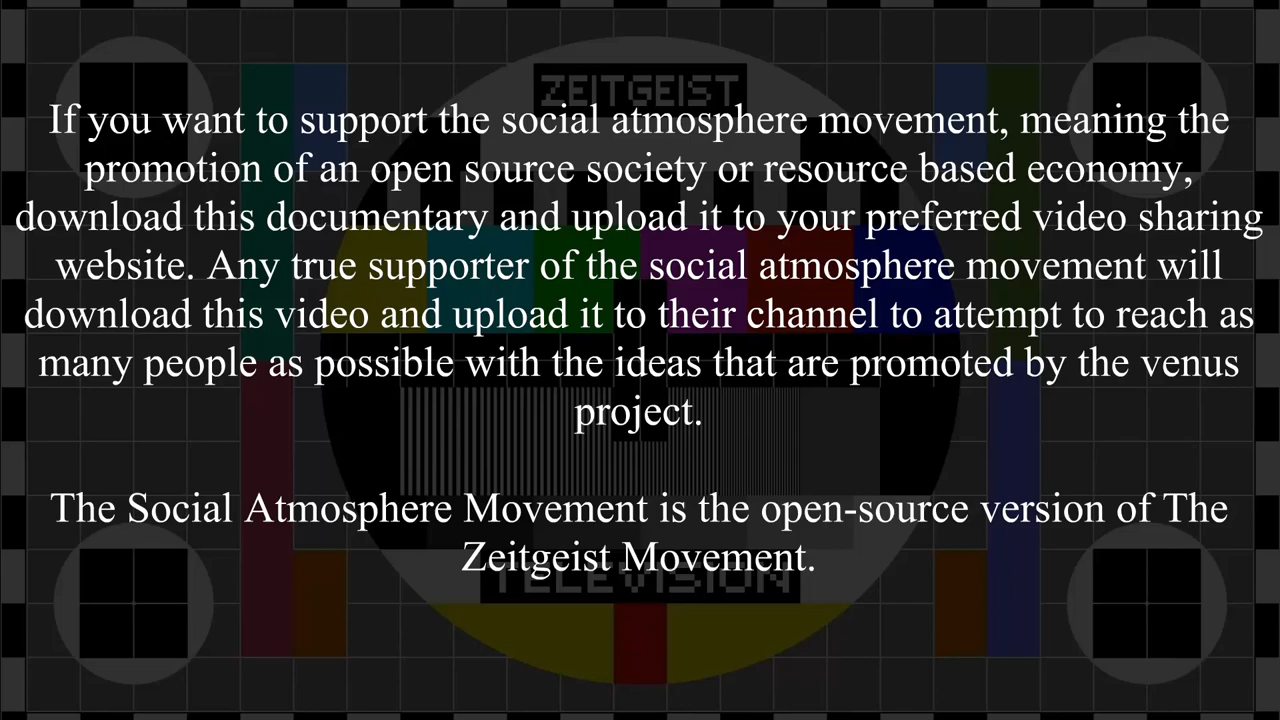 ZEITGEIST
If you want to support the social atmosphere movement, meaning the
promotion of an open source society or resource based economy,
download this documentary and upload it to your preferred video sharing
website. Any true supporter of the social atmosphere movement will
download this video and upload it to their channel to attempt to reach as
many people as possible with the ideas that are promoted by the venus
project.
The Social Atmosphere Movement is the open-source version of The
Zeitgeist Movement.
TELEVISION